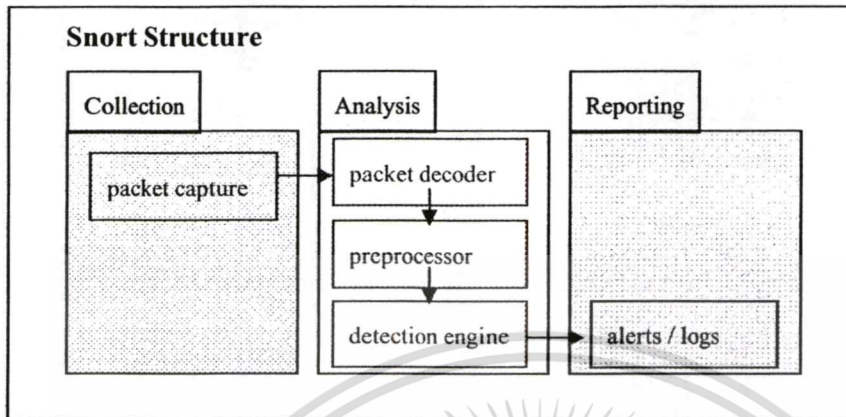 Snort Structure
Collection
packet capture
Analysis
packet decoder
preprocessor
detection engine
Reporting
alerts / logs